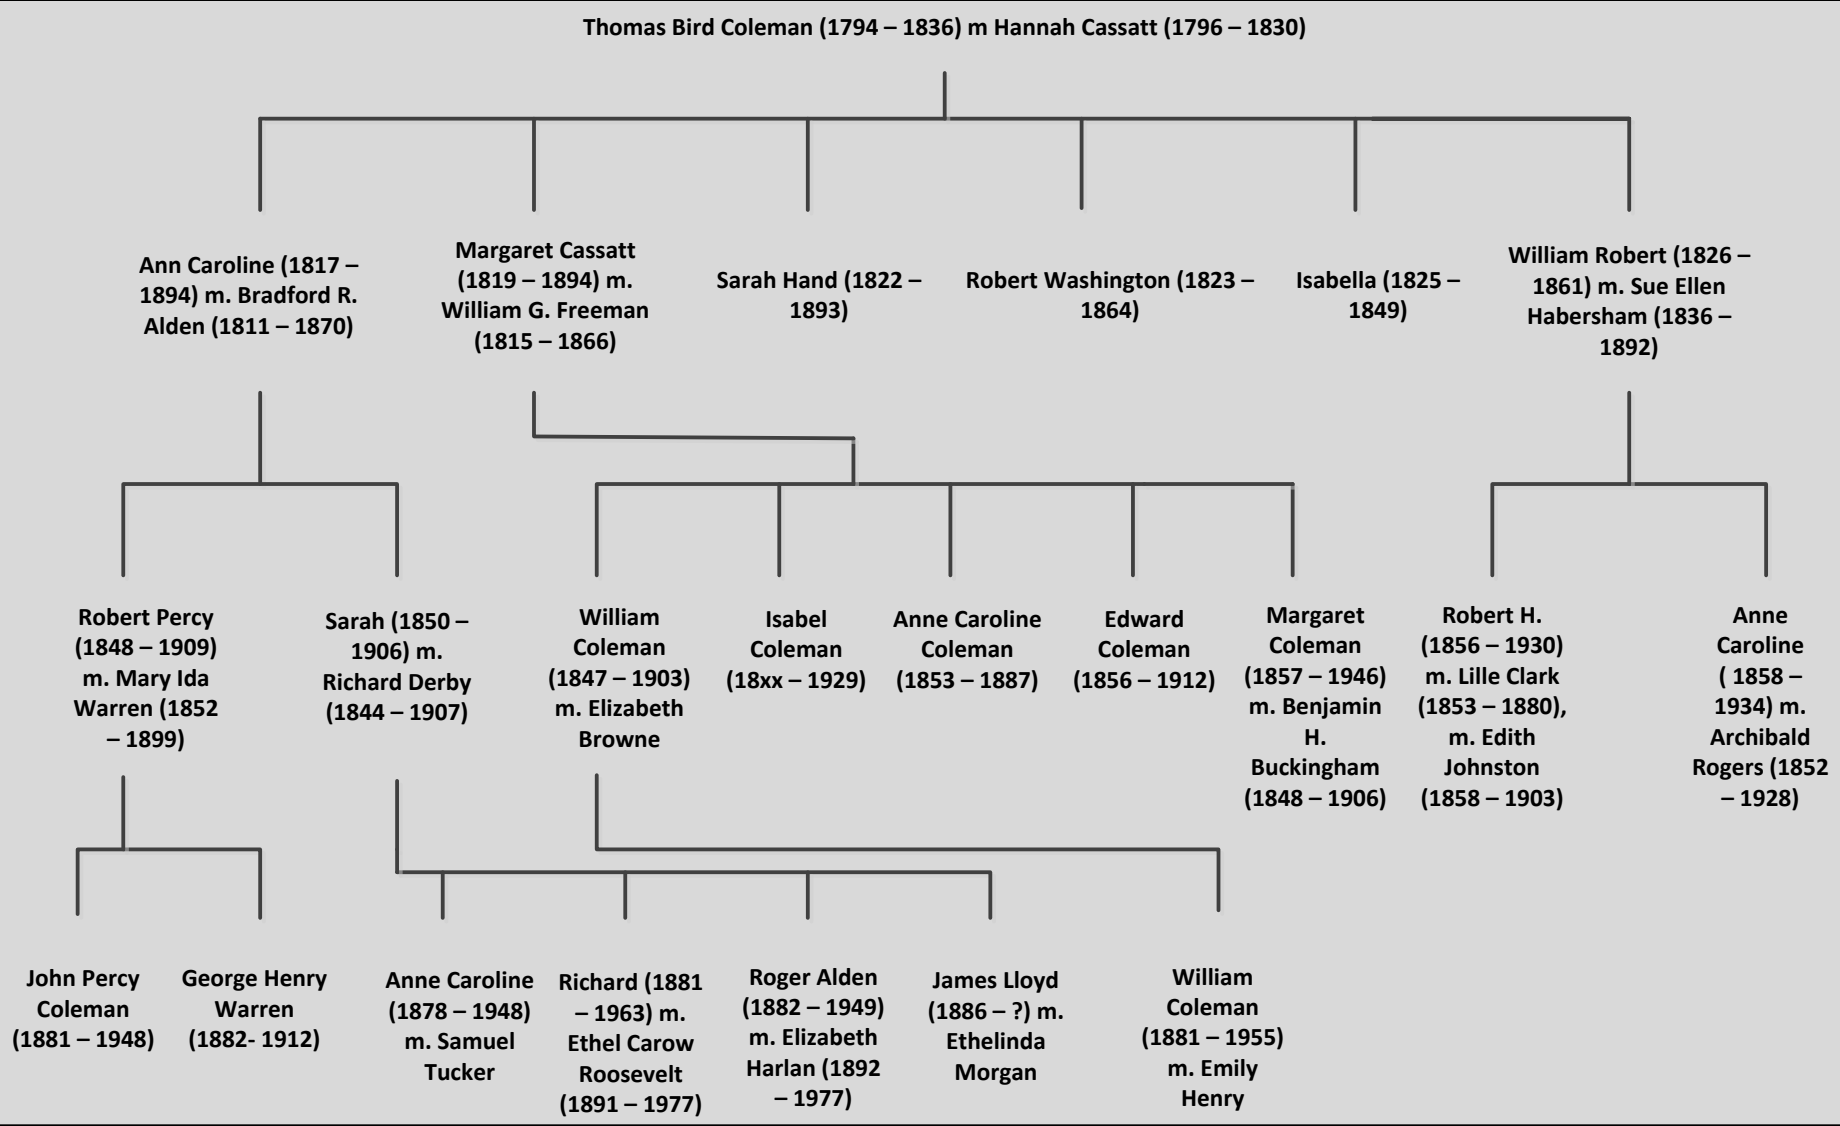 Thomas Bird Coleman (1794 – 1836) m Hannah Cassatt (1796 – 1830)
Ann Caroline (1817 –
1894) m. Bradford R.
Alden (1811 – 1870)
Margaret Cassatt
(1819 – 1894) m.
William G. Freeman
(1815 – 1866)
Sarah Hand (1822 –
1893)
Robert Washington (1823 –
1864)
Isabella (1825 –
1849)
William Robert (1826 –
1861) m. Sue Ellen
Habersham (1836 –
1892)
Robert Percy
(1848 – 1909)
m. Mary Ida
Warren (1852
– 1899)
Sarah (1850 –
1906) m.
Richard Derby
(1844 – 1907)
William
Coleman
(1847 – 1903)
m. Elizabeth
Browne
Isabel
Coleman
(18xx – 1929)
Anne Caroline
Coleman
(1853 – 1887)
Edward
Coleman
(1856 – 1912)
Margaret
Coleman
(1857 – 1946)
m. Benjamin
H.
Buckingham
(1848 – 1906)
Robert H.
(1856 – 1930)
m. Lille Clark
(1853 – 1880),
m. Edith
Johnston
(1858 – 1903)
Anne
Caroline
( 1858 –
1934) m.
Archibald
Rogers (1852
– 1928)
John Percy
Coleman
(1881 – 1948)
George Henry
Warren
(1882- 1912)
Anne Caroline
(1878 – 1948)
m. Samuel
Tucker
Richard (1881
– 1963) m.
Ethel Carow
Roosevelt
(1891 – 1977)
Roger Alden
(1882 – 1949)
m. Elizabeth
Harlan (1892
– 1977)
James Lloyd
(1886 – ?) m.
Ethelinda
Morgan
William
Coleman
(1881 – 1955)
m. Emily
Henry